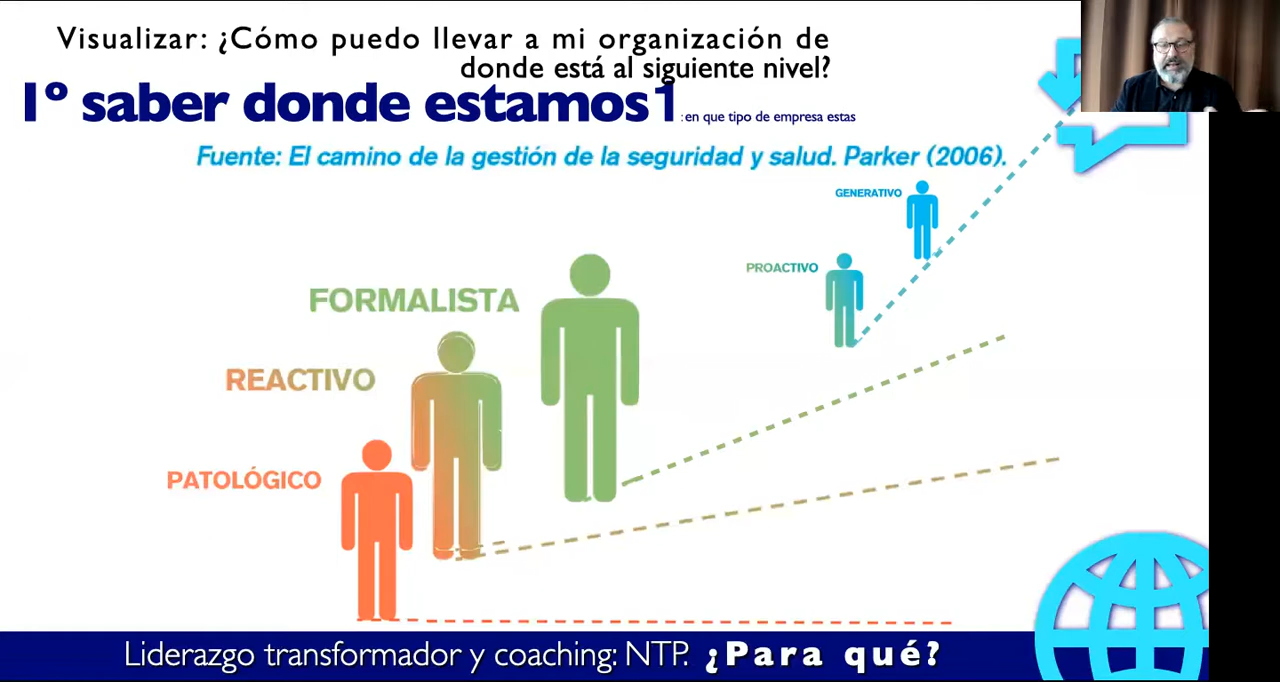 Visualizar: ¿Cómo puedo llevar a mi organización de
donde está al siguiente nivel?
1º saber donde estamos1 :en que tipo de empresa estas
Fuente: El camino de la gestión de la seguridad y salud. Parker (2006).
GENERATIVO
PROACTIVO
FORMALISTA
REACTIVO
PATOLÓGICO
Liderazgo transformador y coaching: NTP. ¿Para qué?